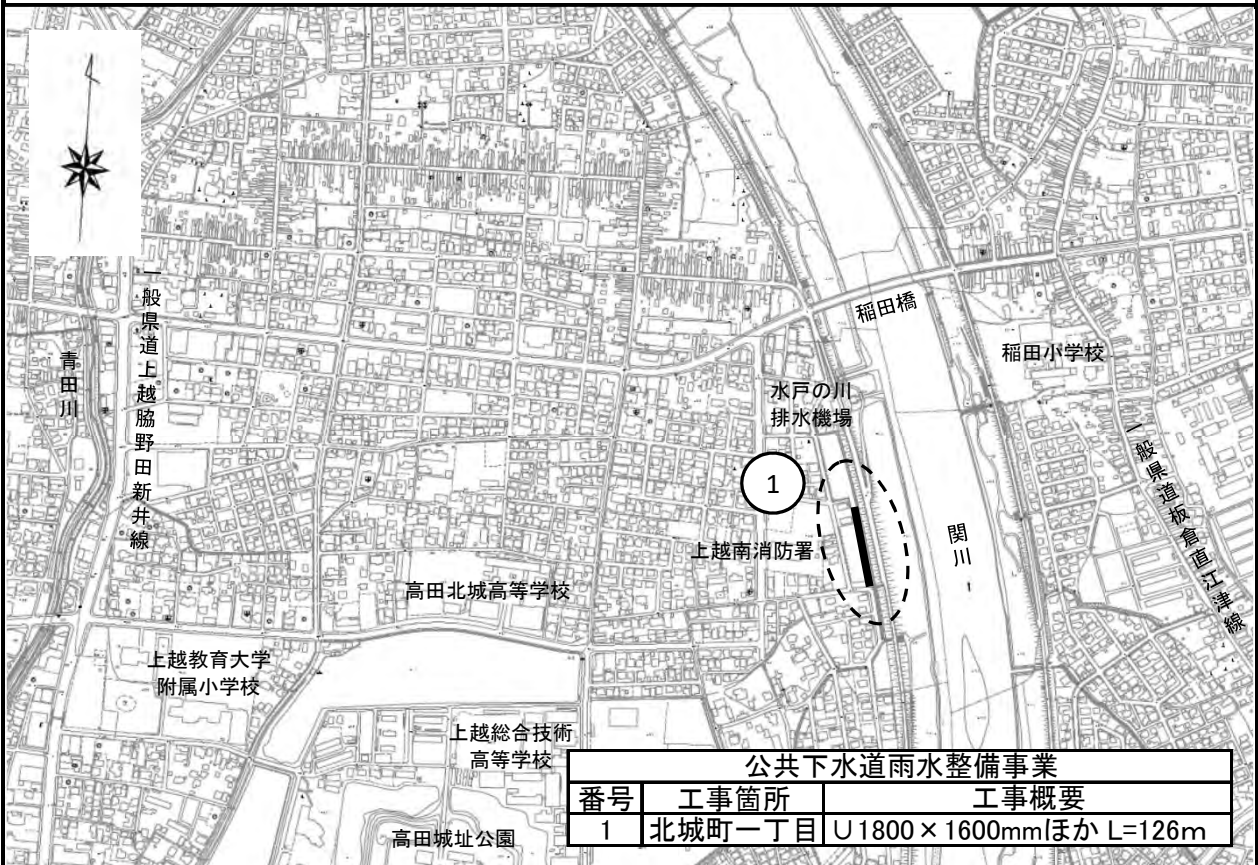 稲田橋
稲田小学校
一般県道上越脇野田新井線
青田川
水戸の川
排水機場
一般県道板倉直江津線
1
関川
上越南消防署
高田北城高等学校
上越教育大学
附属小学校
上越総合技術
高等学校
高田城址公園
公共下水道雨水整備事業
番号 工事箇所 工事概要
1 北城町一丁目 U1800×1600mmほか L=126m